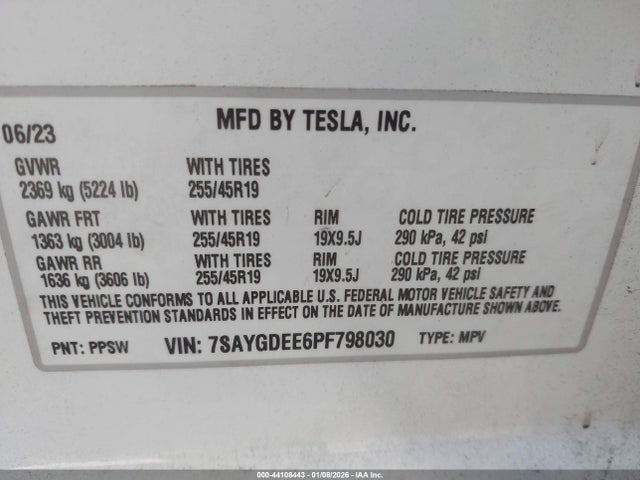 MFD BY TESLA, INC.
06/23
GVWR WITH TIRES
2369 kg (5224 lb) 255/45R19
GAWR FRT WITH TIRES RIM COLD TIRE PRESSURE
1363 kg (3004 lb) 255/45R19 19X9.5J 290 kPa, 42 psi
GAWR RR WITH TIRES RIM COLD TIRE PRESSURE
1636 kg (3606 lb) 255/45R19 19X9.5J 290 kPa, 42 psi
THIS VEHICLE CONFORMS TO ALL APPLICABLE U.S. FEDERAL MOTOR VEHICLE SAFETY AND
THEFT PREVENTION STANDARDS IN EFFECT ON THE DATE OF MANUFACTURE SHOWN ABOVE.
PNT: PPSW VIN: 7SAYGDEE6PF798030 TYPE: MPV
000-44108443 | 01/08/2026 - IAA Inc.